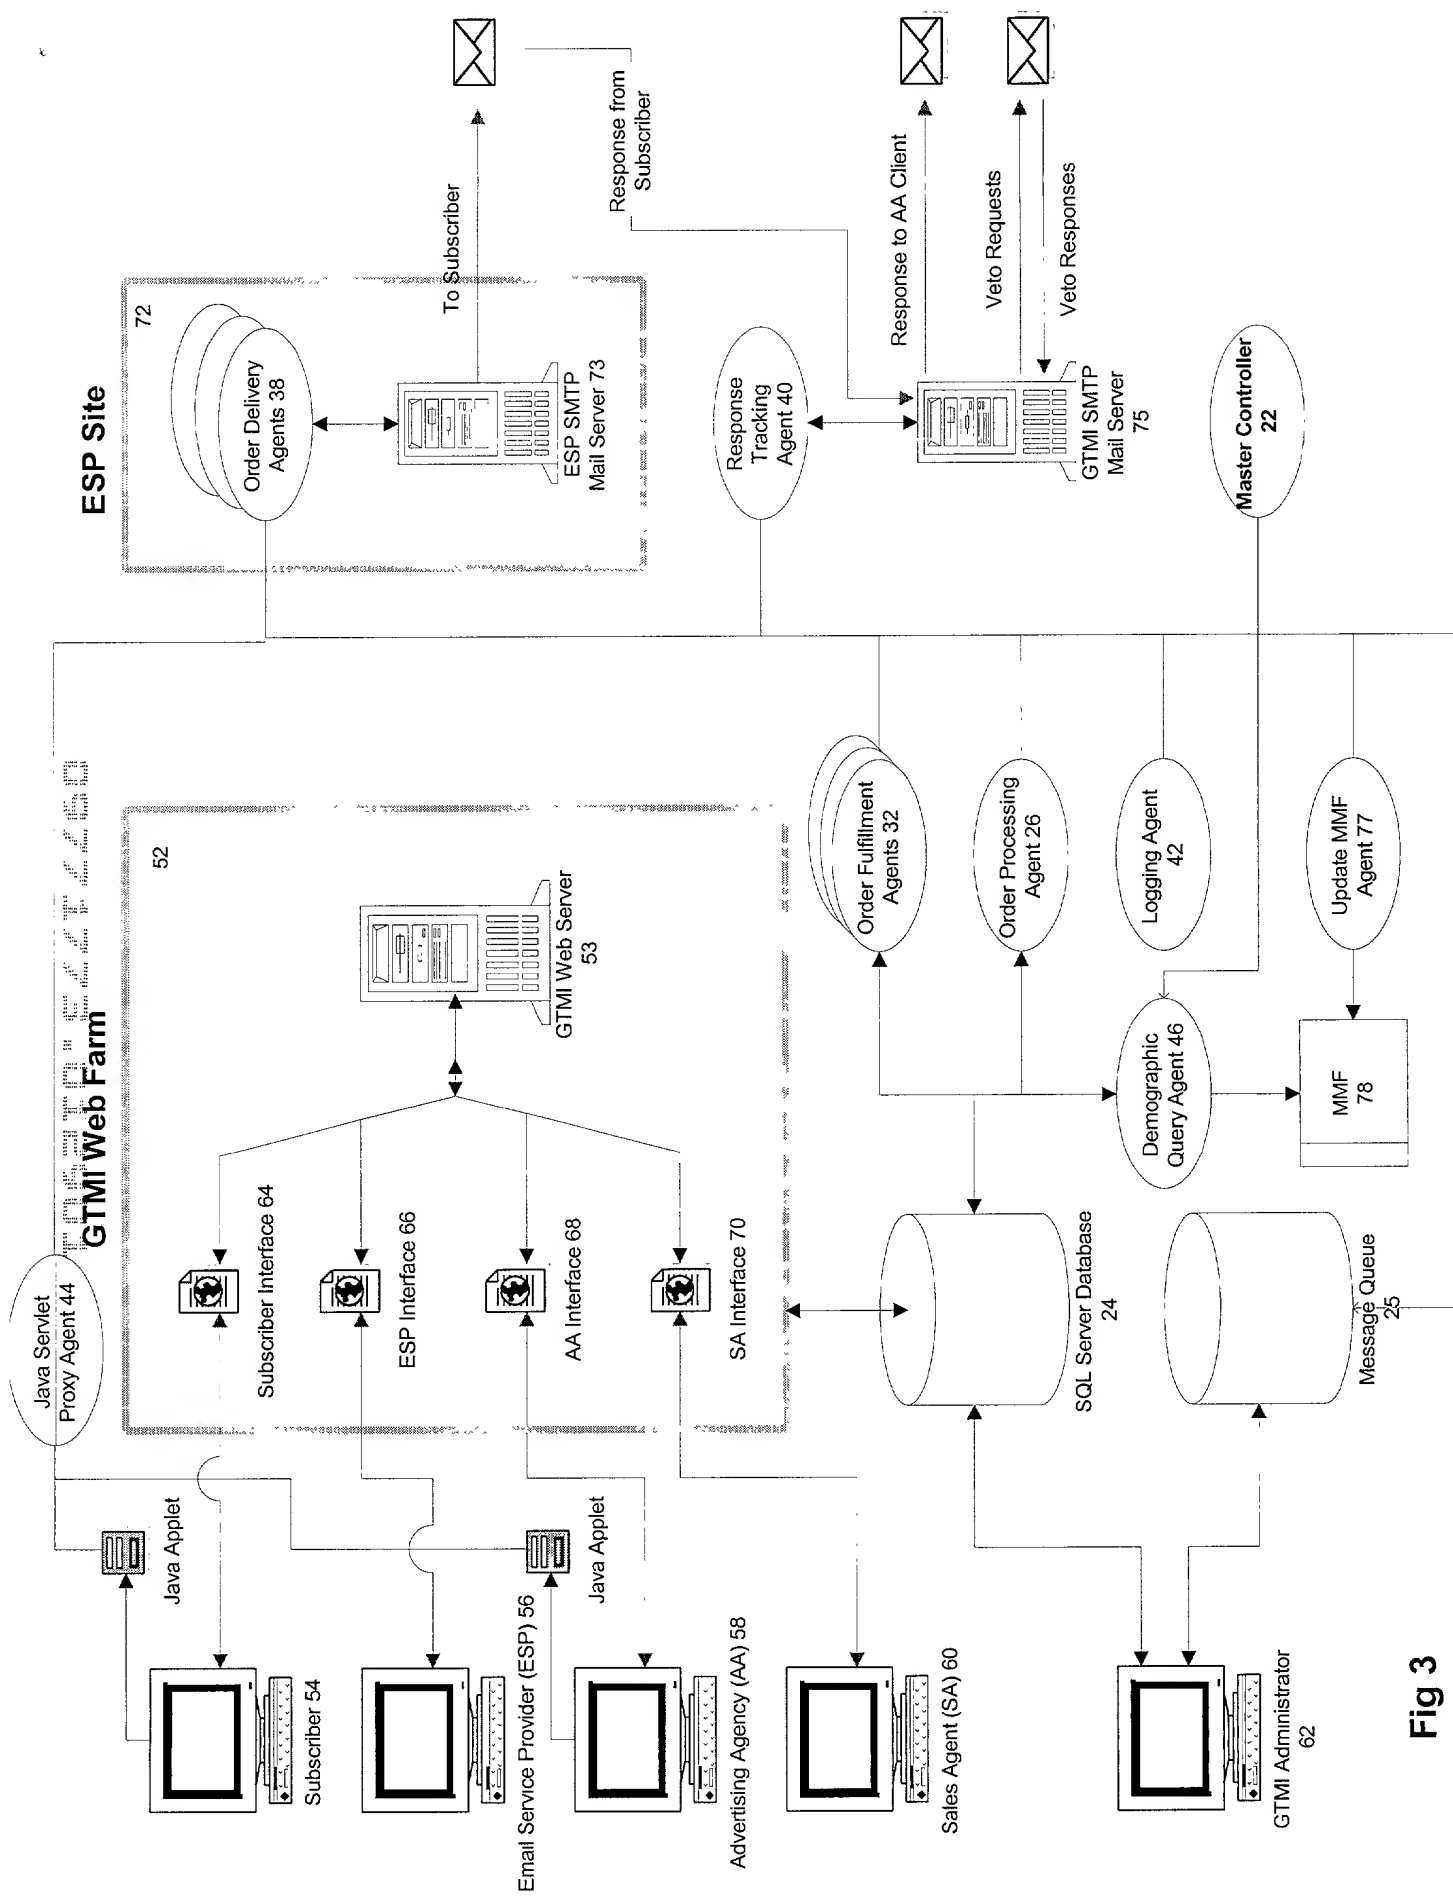 Java Servlet
Proxy Agent 44
GTMI Web Farm
ESP Site
72
Order Delivery
Agents 38
To Subscriber
ESP SMTP
Mail Server 73
Response from
Subscriber
52
GTMI Web Server
53
Subscriber Interface 64
ESP Interface 66
AA Interface 68
SA Interface 70
Java Applet
Java Applet
Subscriber 54
Email Service Provider (ESP) 56
Advertising Agency (AA) 58
Sales Agent (SA) 60
GTMI Administrator
62
SQL Server Database
24
Message Queue
25
Order Fulfillment
Agents 32
Order Processing
Agent 26
Logging Agent
42
Update MMF
Agent 77
Demographic
Query Agent 46
MMF
78
Response
Tracking
Agent 40
GTMI SMTP
Mail Server
75
Response to AA Client
Veto Requests
Veto Responses
Master Controller
22
Fig 3